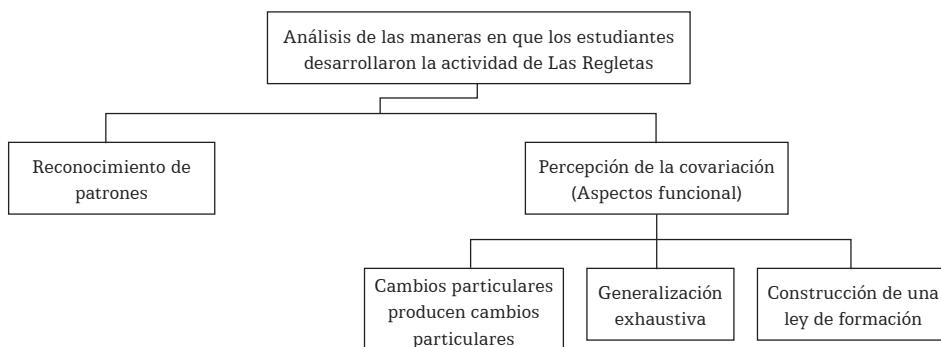 Análisis de las maneras en que los estudiantes
desarrollaron la actividad de Las Regletas
Reconocimiento de
patrones
Percepción de la covariación
(Aspectos funcional)
Cambios particulares
producen cambios
particulares
Generalización
exhaustiva
Construcción de una
ley de formación